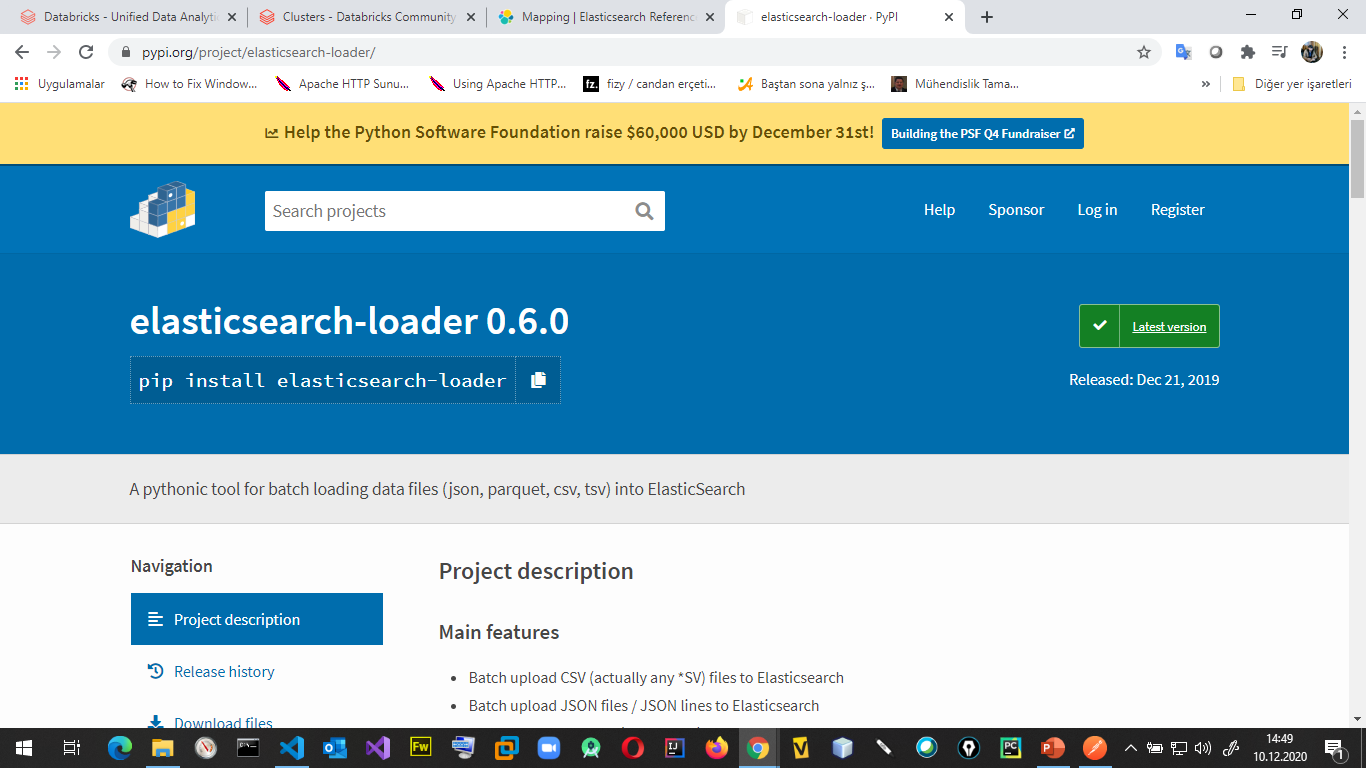 Databricks - Unified Data Analyti
Clusters - Databricks Community
Mapping | Elasticsearch Referenc
elasticsearch-loader · PyPI
pypi.org/project/elasticsearch-loader/
Uygulamalar
How to Fix Window...
Apache HTTP Sunu...
Using Apache HTTP...
fz.
fizy / candan erçeti...
Baştan sona yalnız ş...
Mühendislik Tama...
»
Diğer yer işaretleri
Help the Python Software Foundation raise $60,000 USD by December 31st!
Building the PSF Q4 Fundraiser
Search projects
Help
Sponsor
Log in
Register
elasticsearch-loader 0.6.0
Latest version
pip install elasticsearch-loader
Released: Dec 21, 2019
A pythonic tool for batch loading data files (json, parquet, csv, tsv) into ElasticSearch
Navigation
Project description
Release history
Download files
Project description
Main features
• Batch upload CSV (actually any *SV) files to Elasticsearch
• Batch upload JSON files / JSON lines to Elasticsearch
Fw
IJ
PC
14:49
10.12.2020
1